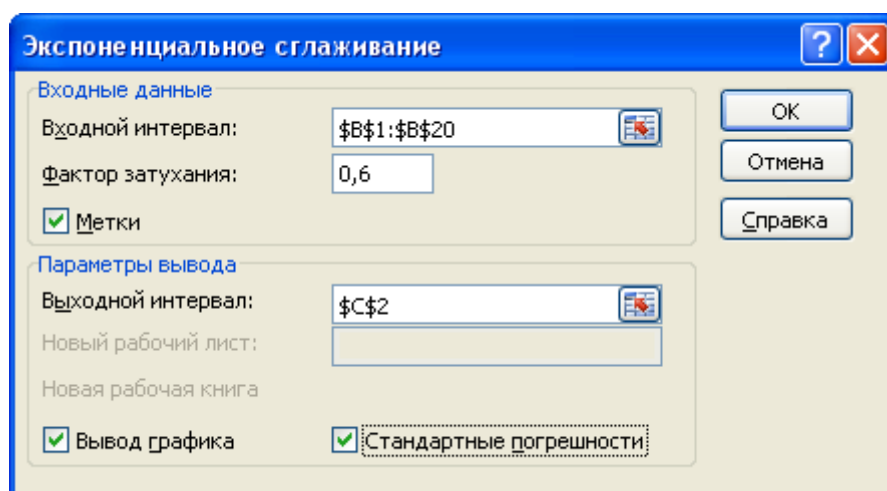 Экспоненциальное сглаживание
Входные данные
Входной интервал: $B$1:$B$20
Фактор затухания: 0,6
Метки
OK
Отмена
Справка
Параметры вывода
Выходной интервал: $C$2
Новый рабочий лист:
Новая рабочая книга
Вывод графика Стандартные погрешности